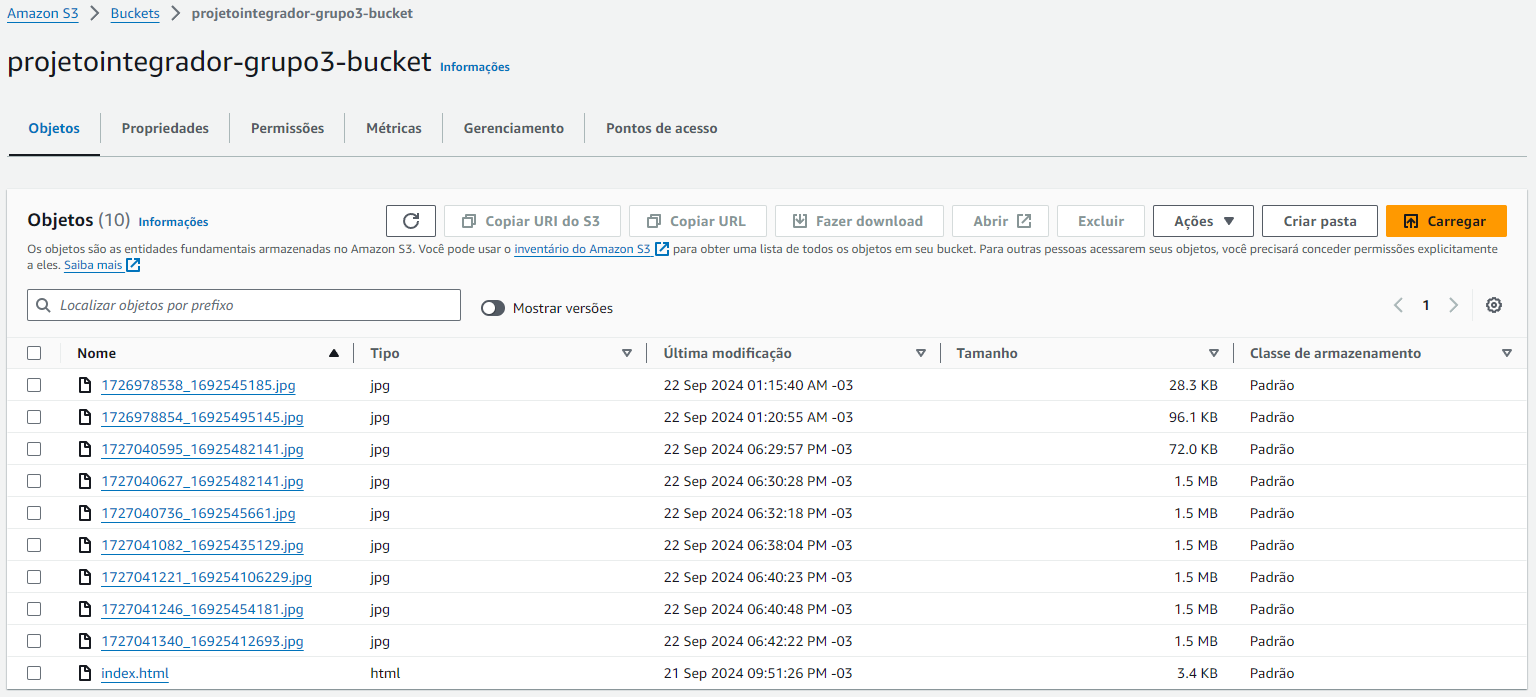 Amazon S3 > Buckets > projetointegrador-grupo3-bucket
projetointegrador-grupo3-bucket Informações
Objetos Propriedades Permissões Métricas Gerenciamento Pontos de acesso
Objetos (10) Informações Copiar URI do S3 Copiar URL Fazer download Abrir Excluir Ações Criar pasta Carregar
Os objetos são as entidades fundamentais armazenadas no Amazon S3. Você pode usar o inventário do Amazon S3 para obter uma lista de todos os objetos em seu bucket. Para outras pessoas acessarem seus objetos, você precisará conceder permissões explicitamente
a eles. Saiba mais
Localizar objetos por prefixo Mostrar versões 1
Nome Tipo Última modificação Tamanho Classe de armazenamento
1726978538_1692545185.jpg jpg 22 Sep 2024 01:15:40 AM -03 28.3 KB Padrão
1726978854_16925495145.jpg jpg 22 Sep 2024 01:20:55 AM -03 96.1 KB Padrão
1727040595_16925482141.jpg jpg 22 Sep 2024 06:29:57 PM -03 72.0 KB Padrão
1727040627_16925482141.jpg jpg 22 Sep 2024 06:30:28 PM -03 1.5 MB Padrão
1727040736_1692545661.jpg jpg 22 Sep 2024 06:32:18 PM -03 1.5 MB Padrão
1727041082_16925435129.jpg jpg 22 Sep 2024 06:38:04 PM -03 1.5 MB Padrão
1727041221_169254106229.jpg jpg 22 Sep 2024 06:40:23 PM -03 1.5 MB Padrão
1727041246_16925454181.jpg jpg 22 Sep 2024 06:40:48 PM -03 1.5 MB Padrão
1727041340_16925412693.jpg jpg 22 Sep 2024 06:42:22 PM -03 1.5 MB Padrão
index.html html 21 Sep 2024 09:51:26 PM -03 3.4 KB Padrão